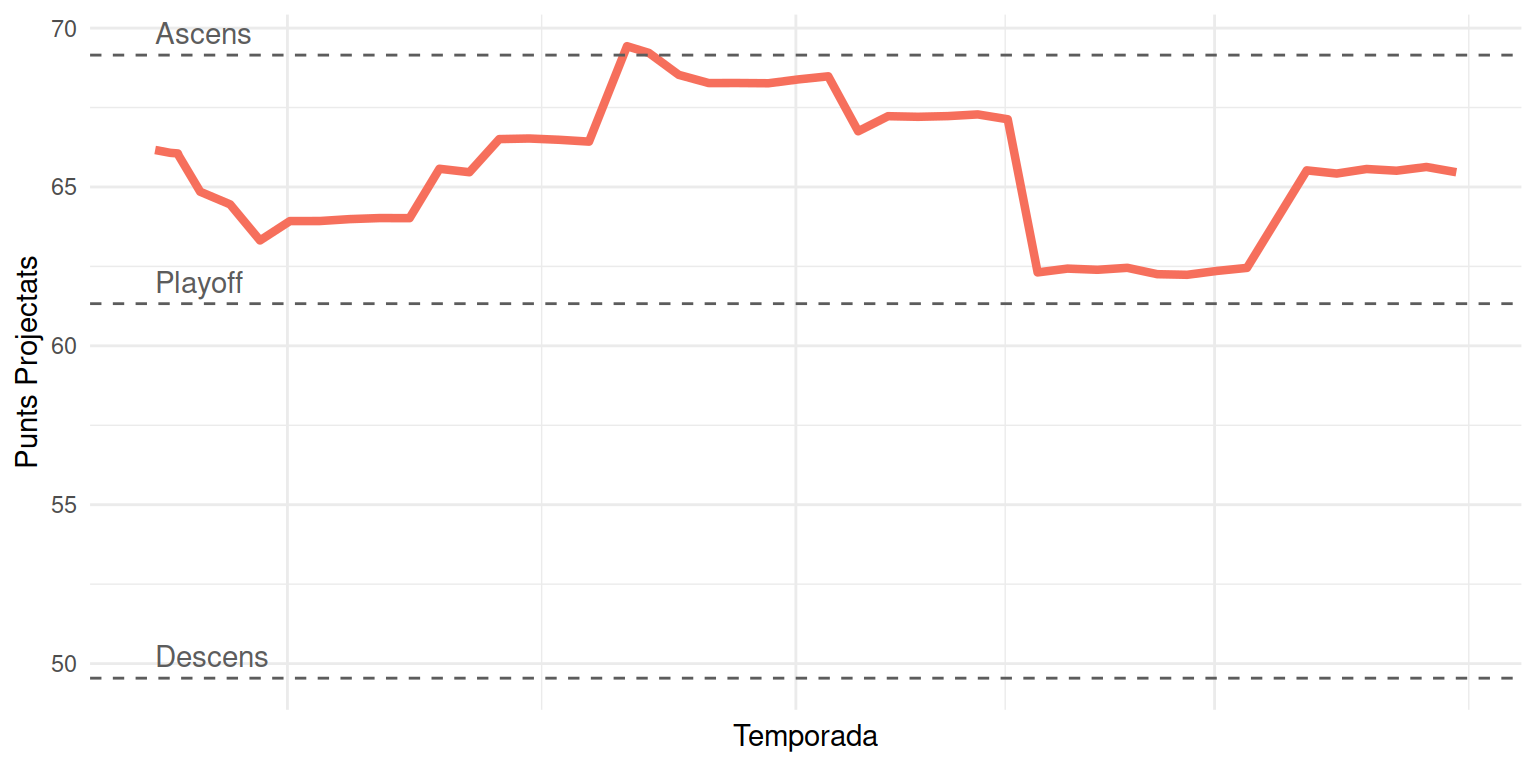 70
Ascens
65
Playoff
60
55
Descens
50
Punts Projectats
Temporada